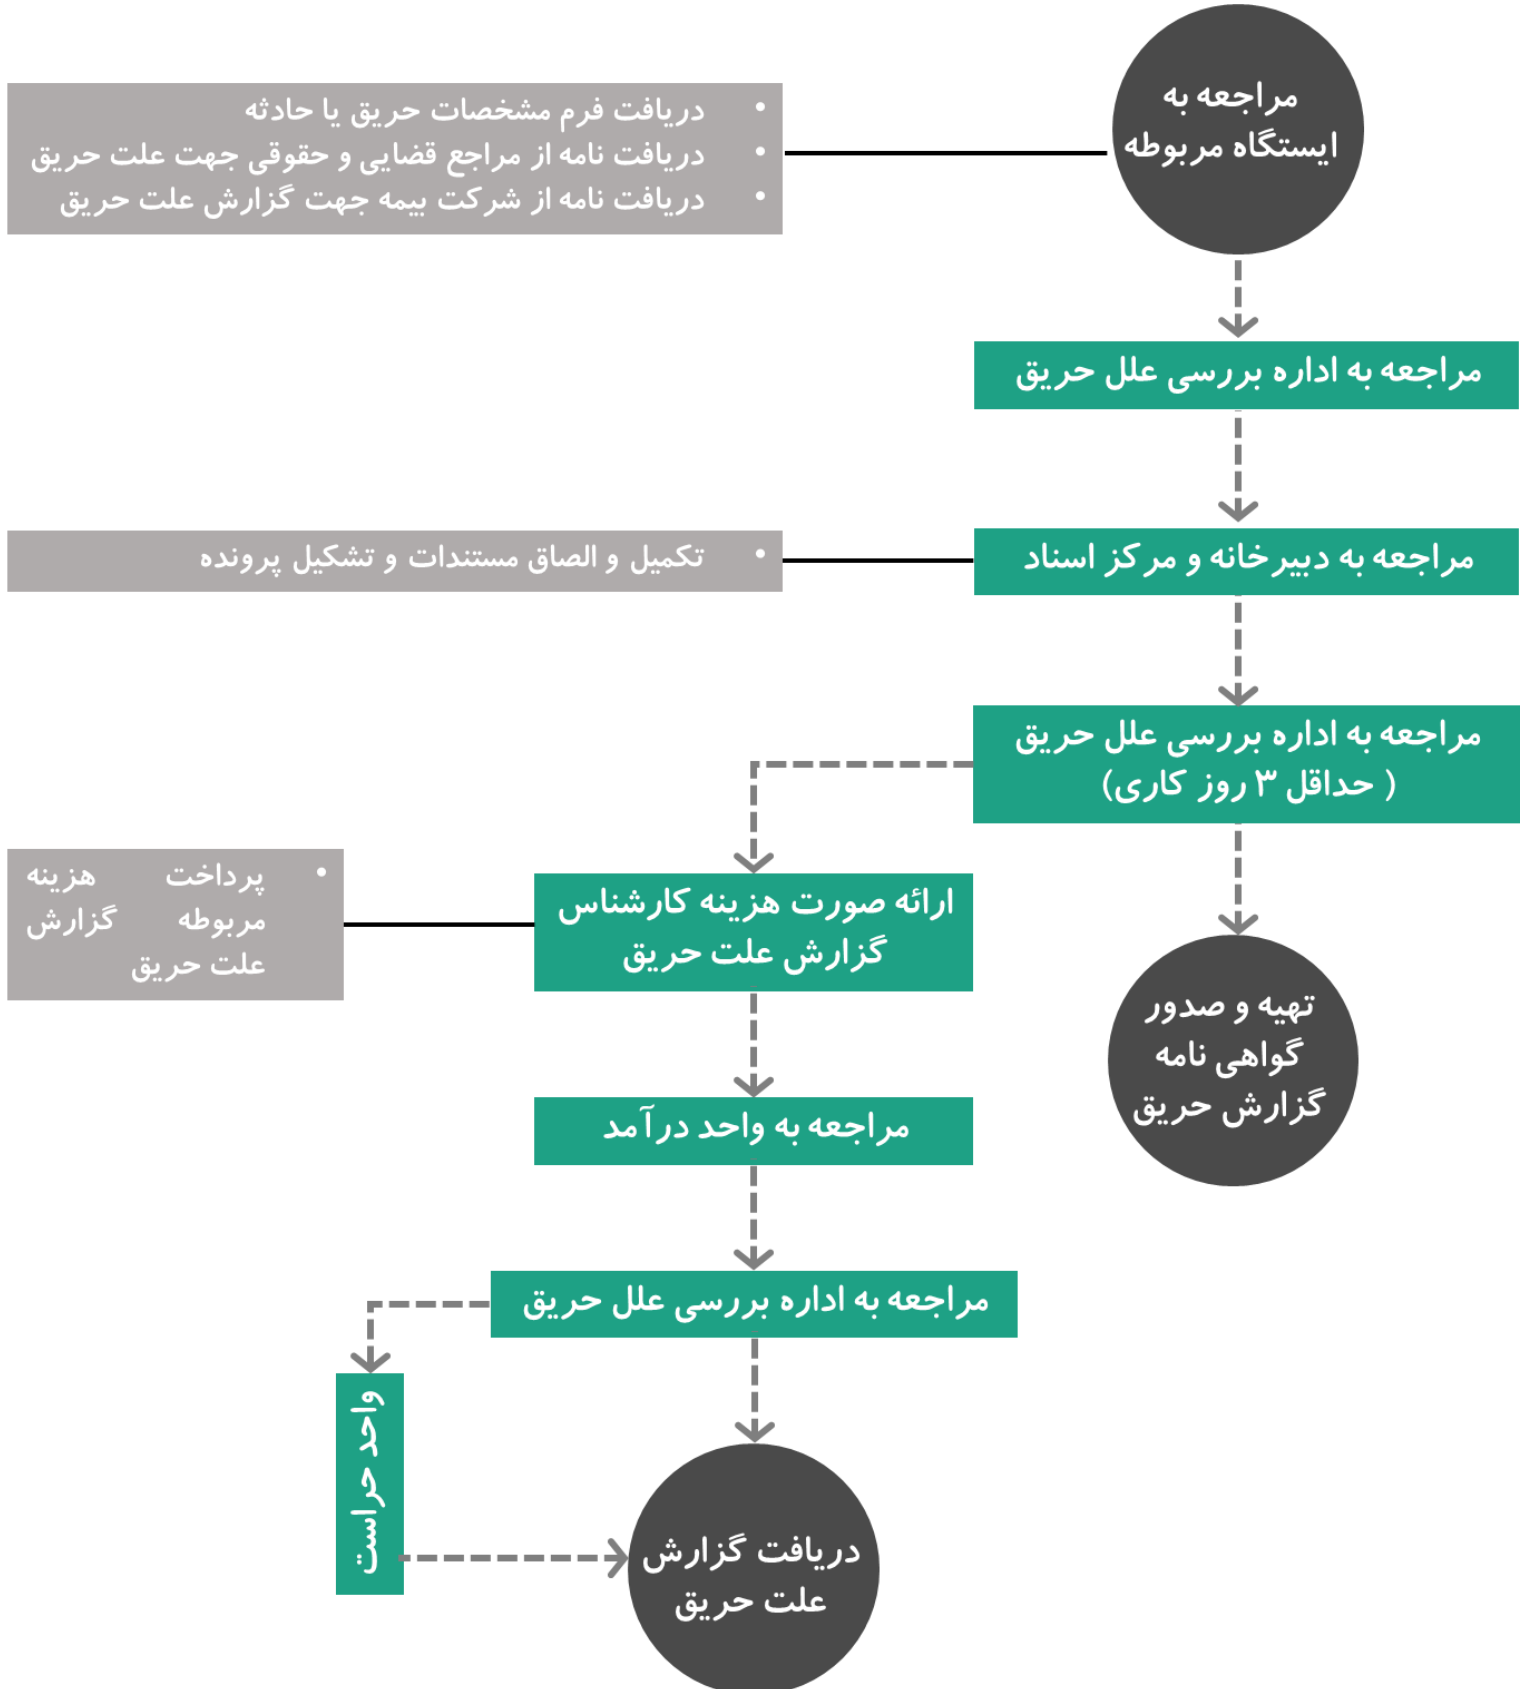 مراجعه به
ایستگاه مربوطه
• دریافت فرم مشخصات حریق یا حادثه
• دریافت نامه از مراجع قضایی و حقوقی جهت علت حریق
• دریافت نامه از شرکت بیمه جهت گزارش علت حریق
مراجعه به اداره بررسی علل حریق
مراجعه به دبیرخانه و مرکز اسناد
• تکمیل و الصاق مستندات و تشکیل پرونده
مراجعه به اداره بررسی علل حریق
( حداقل ۳ روز کاری)
تهیه و صدور
گواهی نامه
گزارش حریق
ارائه صورت هزینه کارشناس
گزارش علت حریق
• پرداخت هزینه
مربوطه گزارش
علت حریق
مراجعه به واحد درآمد
مراجعه به اداره بررسی علل حریق
واحد حراست
دریافت گزارش
علت حریق